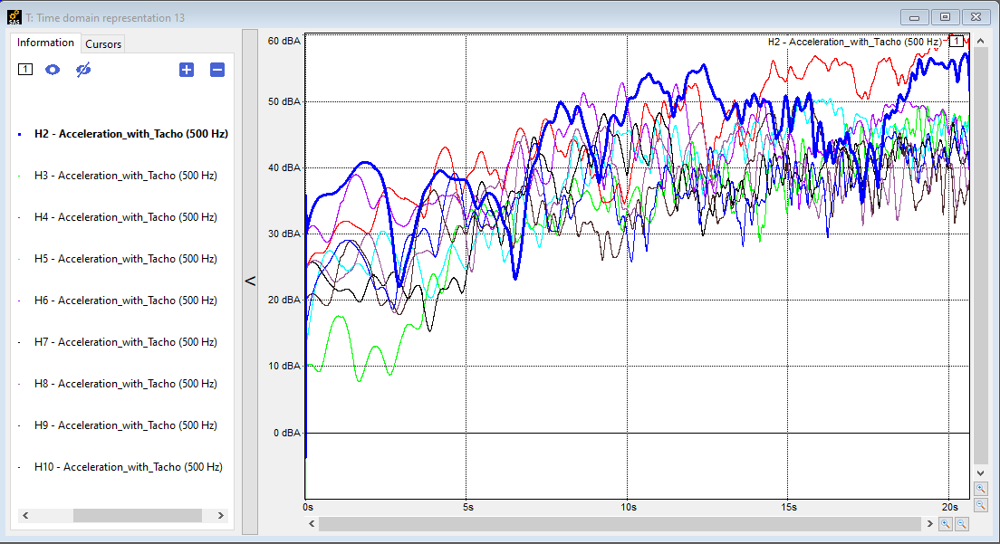 SAS
T: Time domain representation 13
Information
Cursors
1
H2 - Acceleration_with_Tacho (500 Hz)
H3 - Acceleration_with_Tacho (500 Hz)
H4 - Acceleration_with_Tacho (500 Hz)
H5 - Acceleration_with_Tacho (500 Hz)
H6 - Acceleration_with_Tacho (500 Hz)
H7 - Acceleration_with_Tacho (500 Hz)
H8 - Acceleration_with_Tacho (500 Hz)
H9 - Acceleration_with_Tacho (500 Hz)
H10 - Acceleration_with_Tacho (500 Hz)
<
H2 - Acceleration_with_Tacho (500 Hz)
1
60 dBA
50 dBA
40 dBA
30 dBA
20 dBA
10 dBA
0 dBA
0s
5s
10s
15s
20s